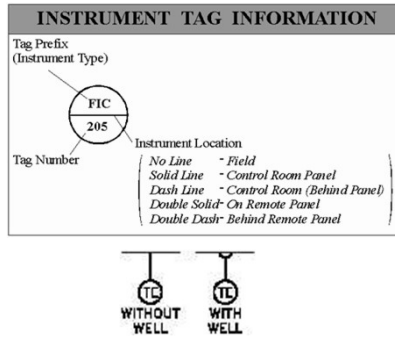 INSTRUMENT TAG INFORMATION
Tag Prefix
(Instrument Type)
FIC
205
Tag Number
Instrument Location
No Line - Field
Solid Line - Control Room Panel
Dash Line - Control Room (Behind Panel)
Double Solid- On Remote Panel
Double Dash- Behind Remote Panel
TE TE
WITHOUT WITH
WELL WELL